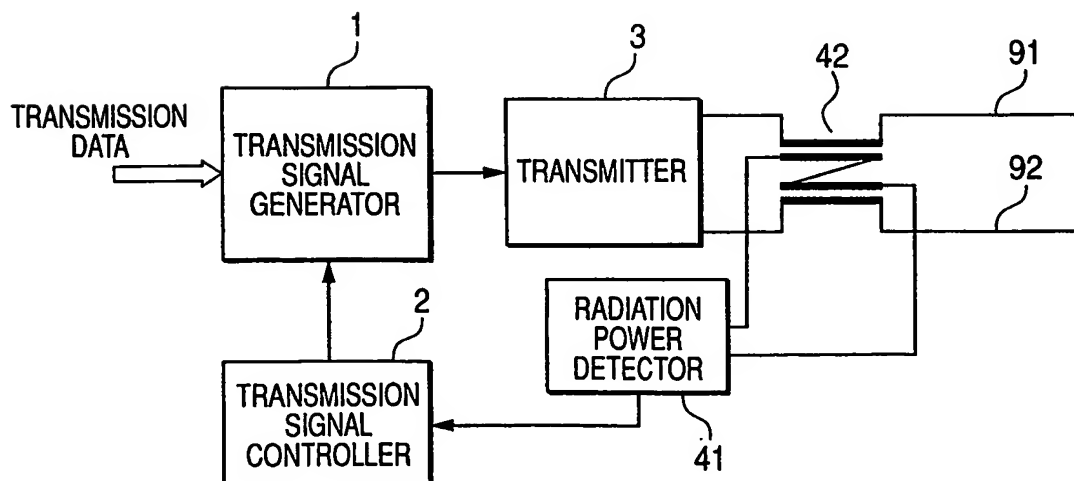 1
3
42
91
TRANSMISSION
DATA
TRANSMISSION
SIGNAL
GENERATOR
TRANSMITTER
92
2
RADIATION
POWER
DETECTOR
TRANSMISSION
SIGNAL
CONTROLLER
41